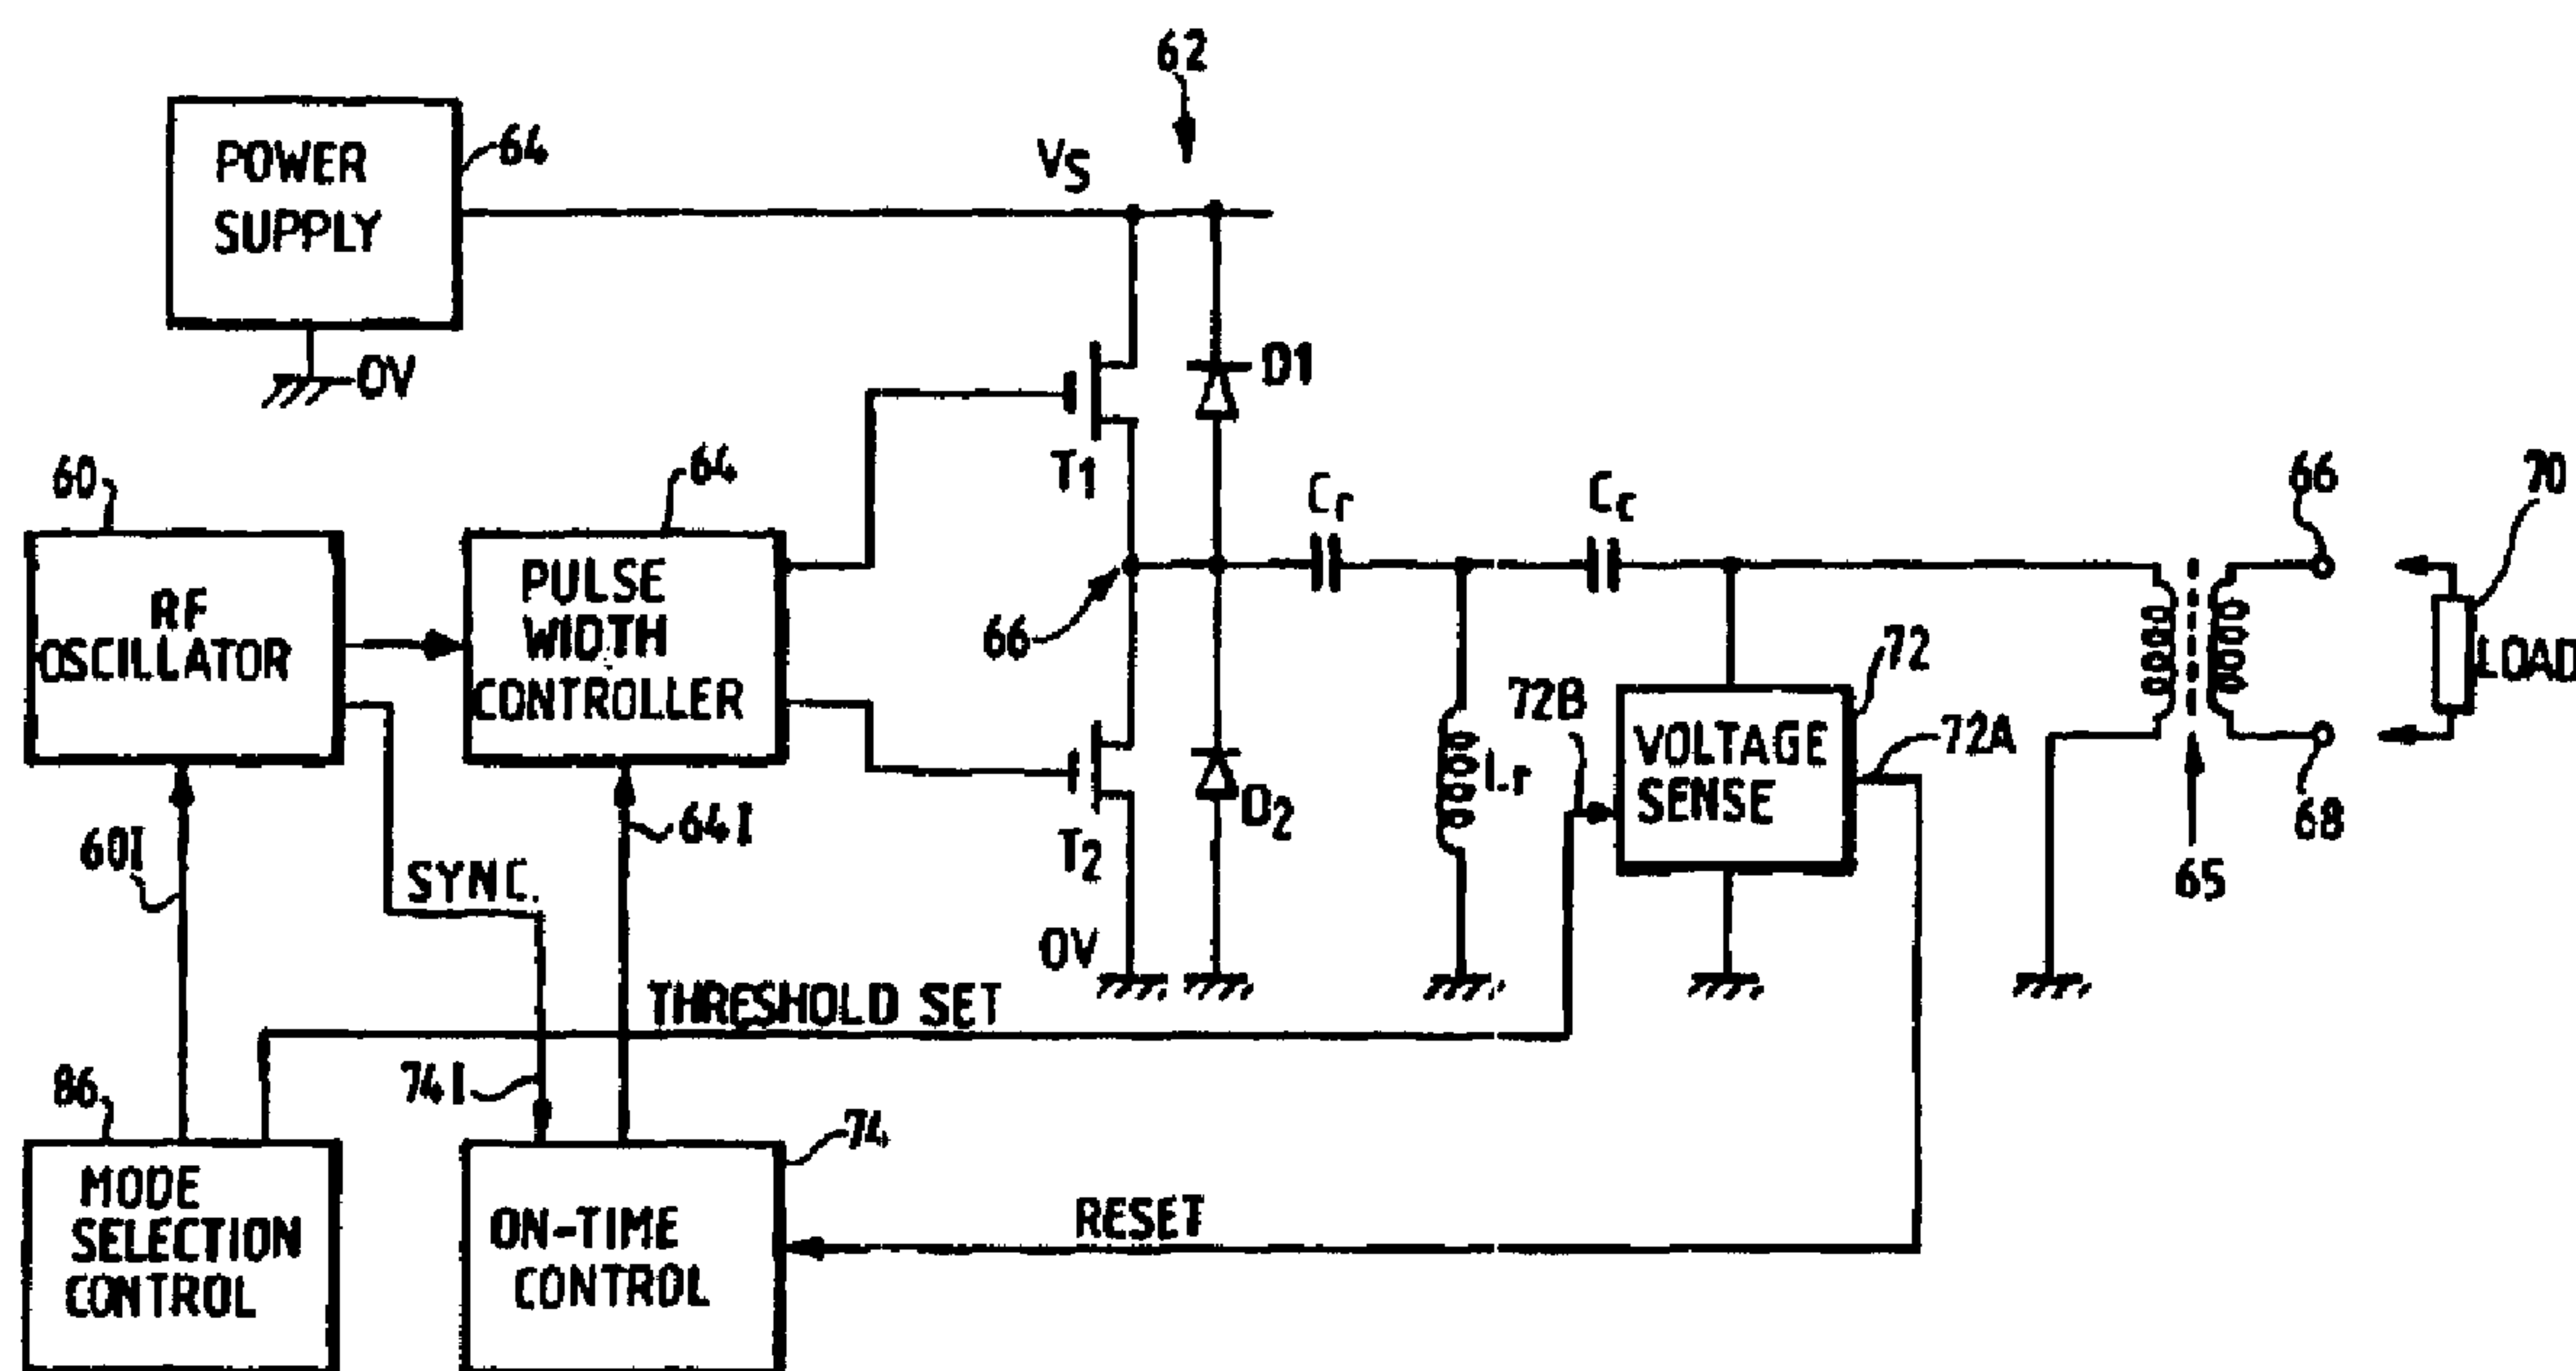 62
POWER
SUPPLY
64
VS
0V
D1
T1
60
64
RF
OSCILLATOR
PULSE
WIDTH
CONTROLLER
Cr
Cc
66
70
66
LOAD
72
72B
72A
VOLTAGE
SENSE
Lr
68
65
T2
D2
60I
64I
SYNC.
0V
THRESHOLD SET
86
74I
74
MODE
SELECTION
CONTROL
ON-TIME
CONTROL
RESET